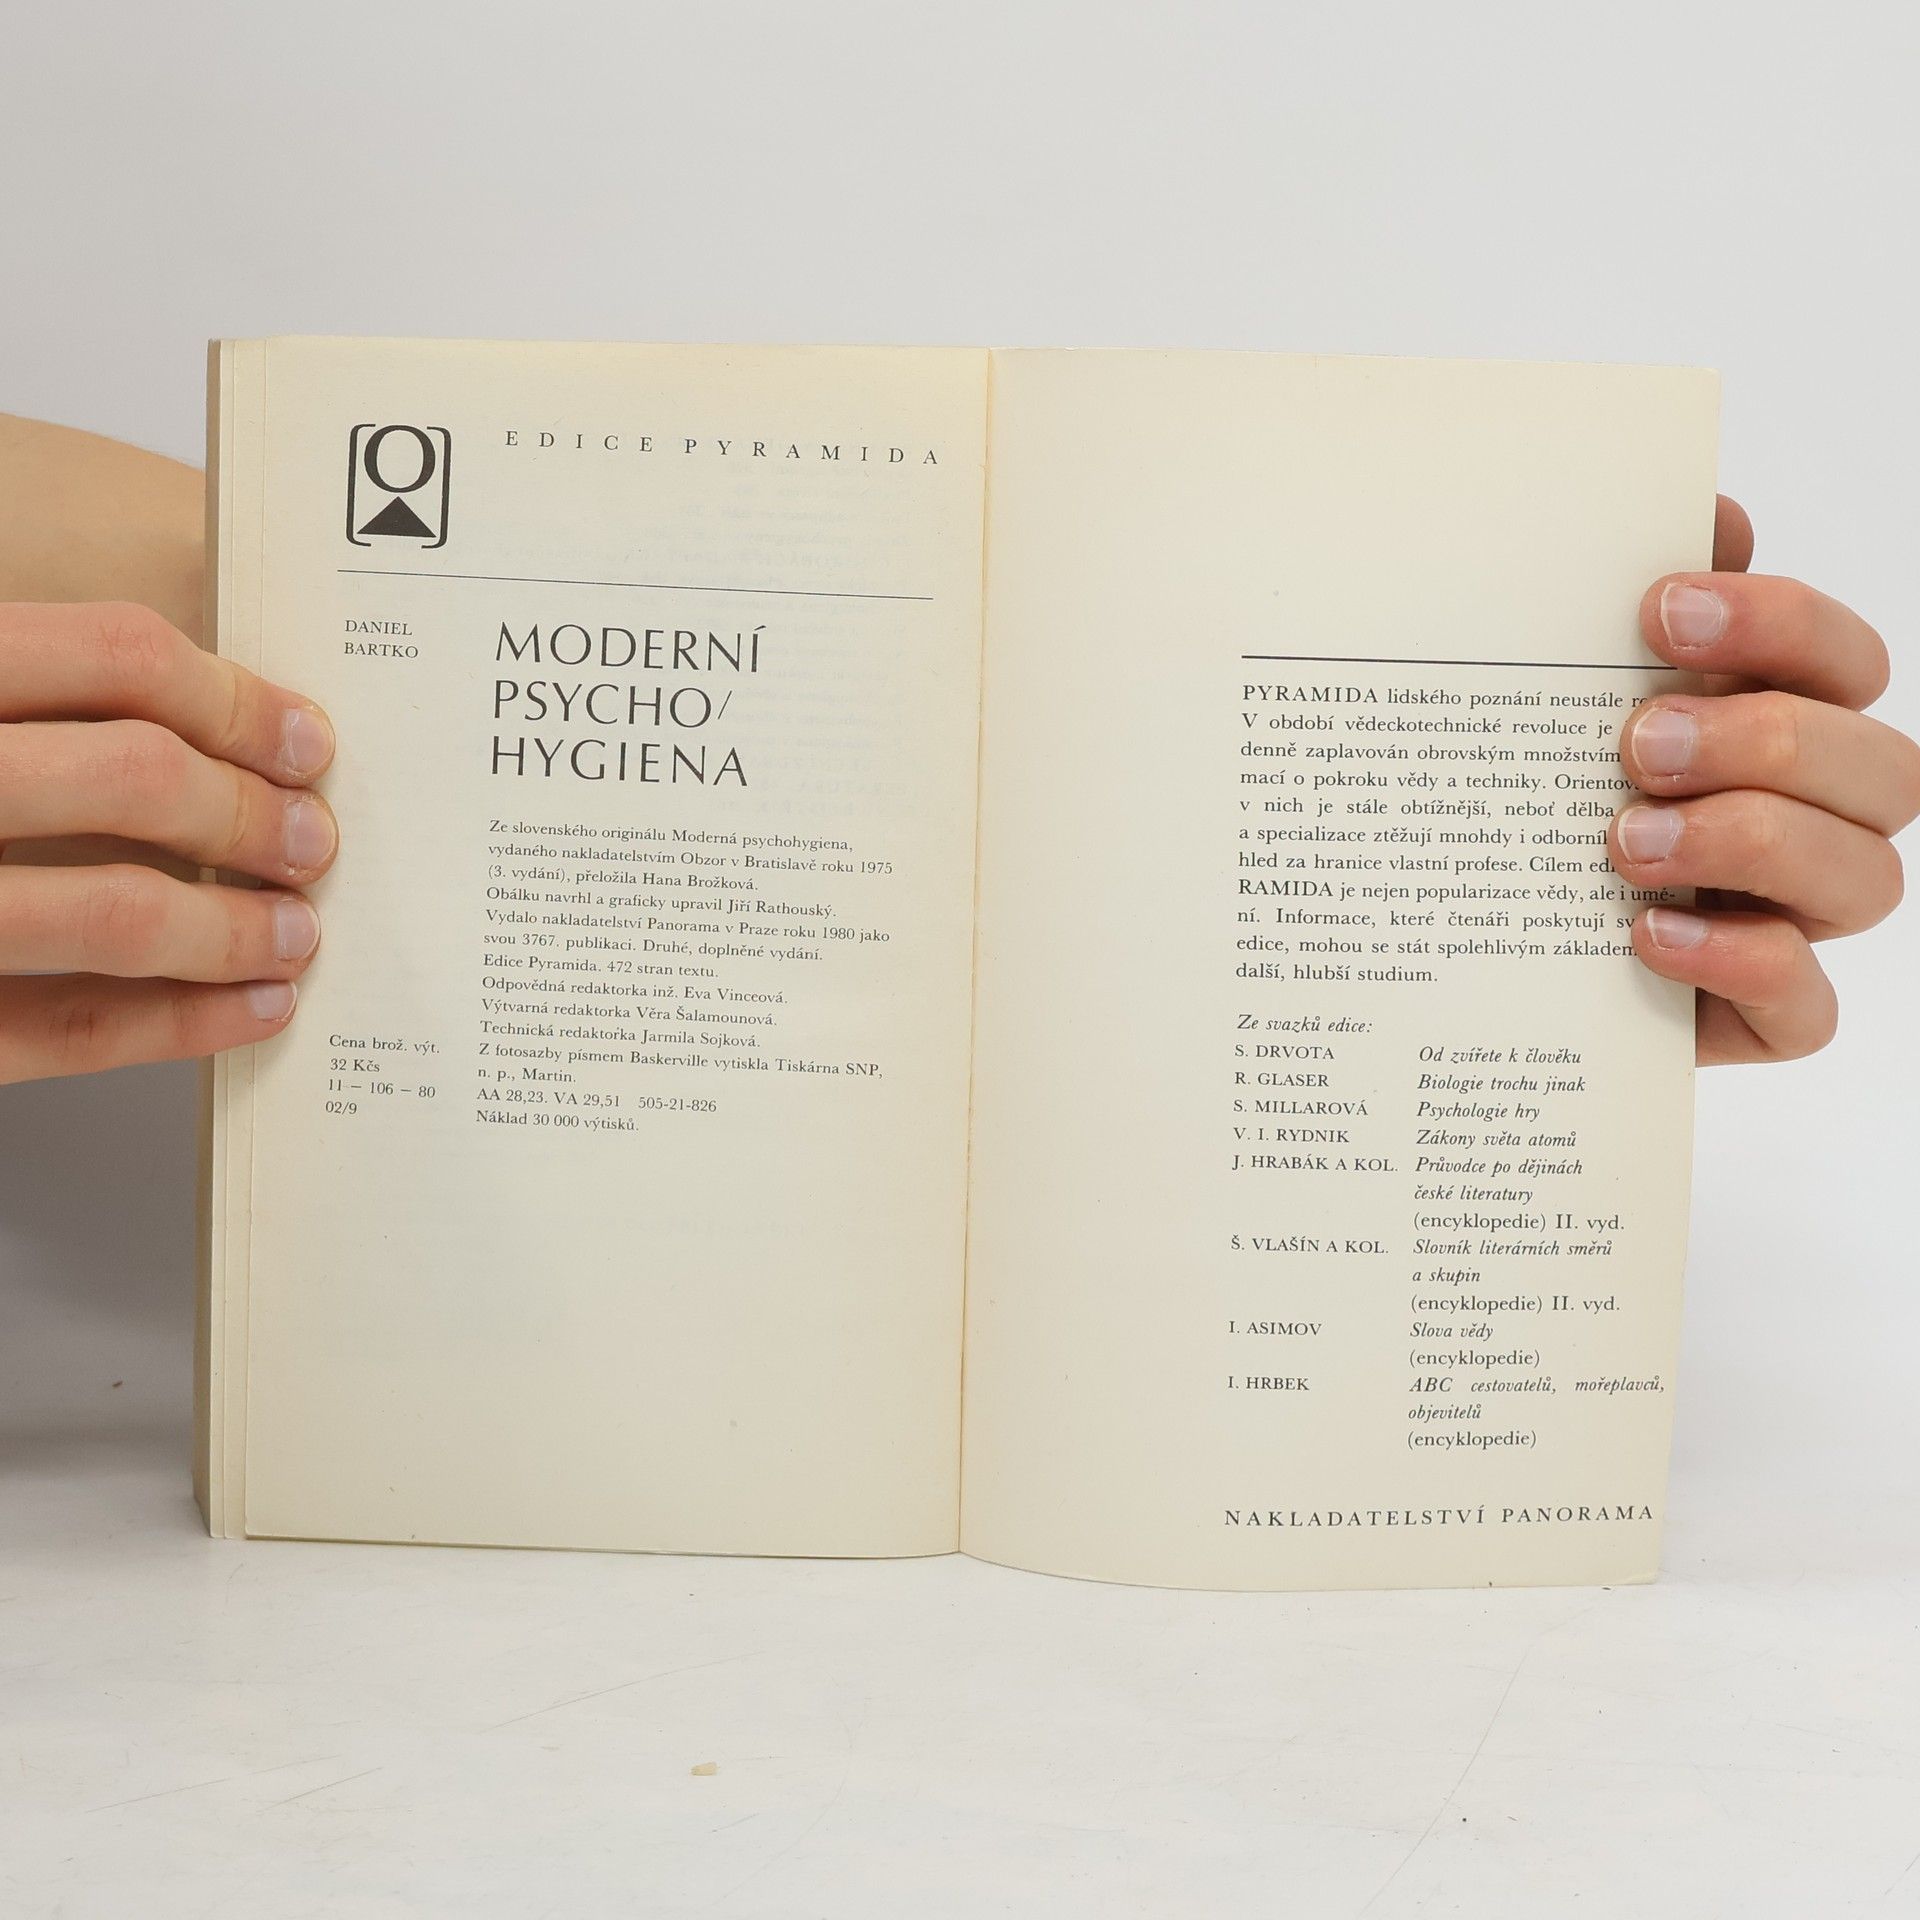 EDICE PYRAMIDA
DANIEL
BARTKO
MODERNÍ
PSYCHO/
HYGIENA
Ze slovenského originálu Moderná psychohygiena,
vydaného nakladatelstvím Obzor v Bratislavě roku 1975
(3. vydání), přeložila Hana Brožková.
Obálku navrhl a graficky upravil Jiří Rathouský.
Vydalo nakladatelství Panorama v Praze roku 1980 jako
svou 3767. publikaci. Druhé, doplněné vydání.
Edice Pyramida. 472 stran textu.
Odpovědná redaktorka inž. Eva Vinceová.
Výtvarná redaktorka Věra Šalamounová.
Technická redaktorka Jarmila Sojková.
Z fotosazby písmem Baskerville vytiskla Tiskárna SNP,
n. p., Martin.
AA 28,23. VA 29,51 505-21-826
Náklad 30 000 výtisků.
Cena brož. výt.
32 Kčs
11 – 106 – 80
02/9
PYRAMIDA lidského poznání neustále
V období vědeckotechnické revoluce je
denně zaplavován obrovským množstvím
mací o pokroku vědy a techniky.
v nich je stále obtížnější, neboť dělba
a specializace ztěžují mnohdy i
hled za hranice vlastní profese. Cílem
RAMIDA je nejen popularizace vědy, ale i umě-
ní. Informace, které čtenáři poskytují
edice, mohou se stát spolehlivým základem
další, hlubší studium.
Ze svazků edice:
S. DRVOTA Od zvířete k člověku
R. GLASER Biologie trochu jinak
S. MILLAROVÁ Psychologie hry
V. I. RYDNIK Zákony světa atomů
J. HRABÁK A KOL. Průvodce po dějinách
české literatury
(encyklopedie) II. vyd.
Š. VLAŠÍN A KOL. Slovník literárních směrů
a skupin
(encyklopedie) II. vyd.
I. ASIMOV Slova vědy
(encyklopedie)
I. HRBEK ABC cestovatelů, mořeplavců,
objevitelů
(encyklopedie)
NAKLADATELSTVÍ PANORAMA